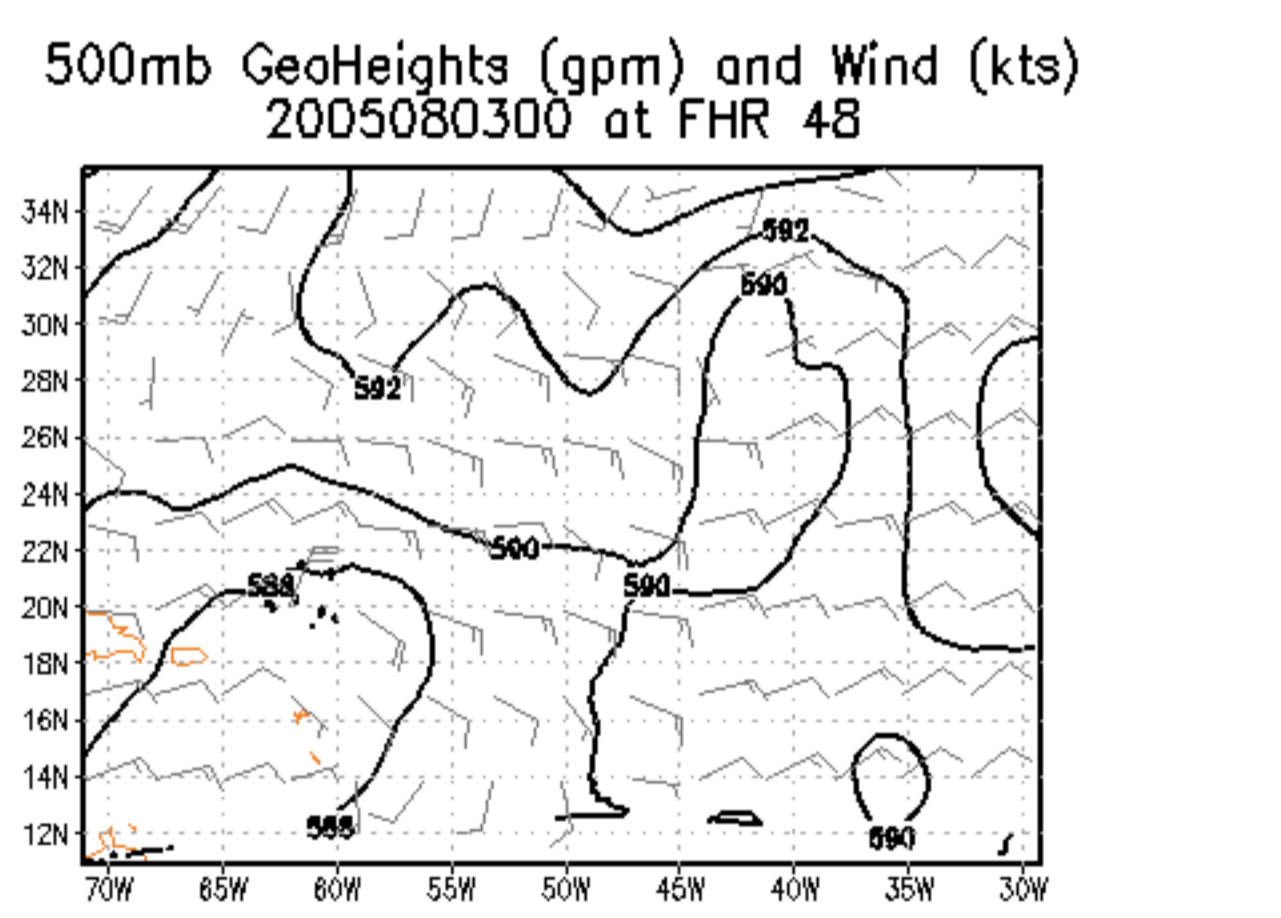 500mb GeoHeights (gpm) and Wind (kts)
2005080300 at FHR 48
34N
592
32N
590
30N
592
28N
26N
24N
590
22N
588
590
20N
18N
16N
14N
588
590
12N
70W 65W 60W 55W 50W 45W 40W 35W 30W